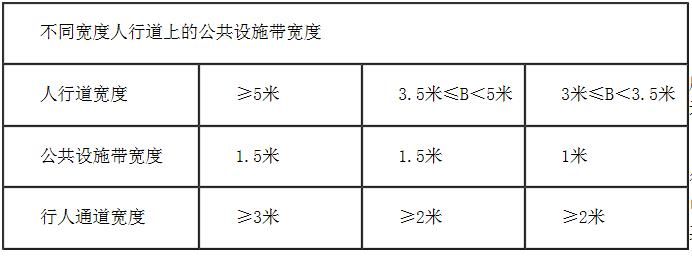 不同宽度人行道上的公共设施带宽度
人行道宽度 ≥5米 3.5米≤B＜5米 3米≤B＜3.5米
公共设施带宽度 1.5米 1.5米 1米
行人通道宽度 ≥3米 ≥2米 ≥2米